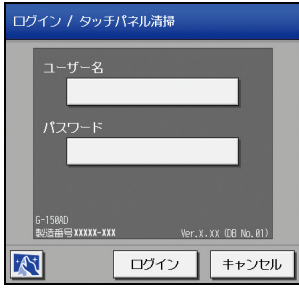 ログイン / タッチパネル清掃
ユーザー名
パスワード
G-150AD
製造番号XXXXX-XXX
Ver.X.XX (DB No.01)
ログイン
キャンセル